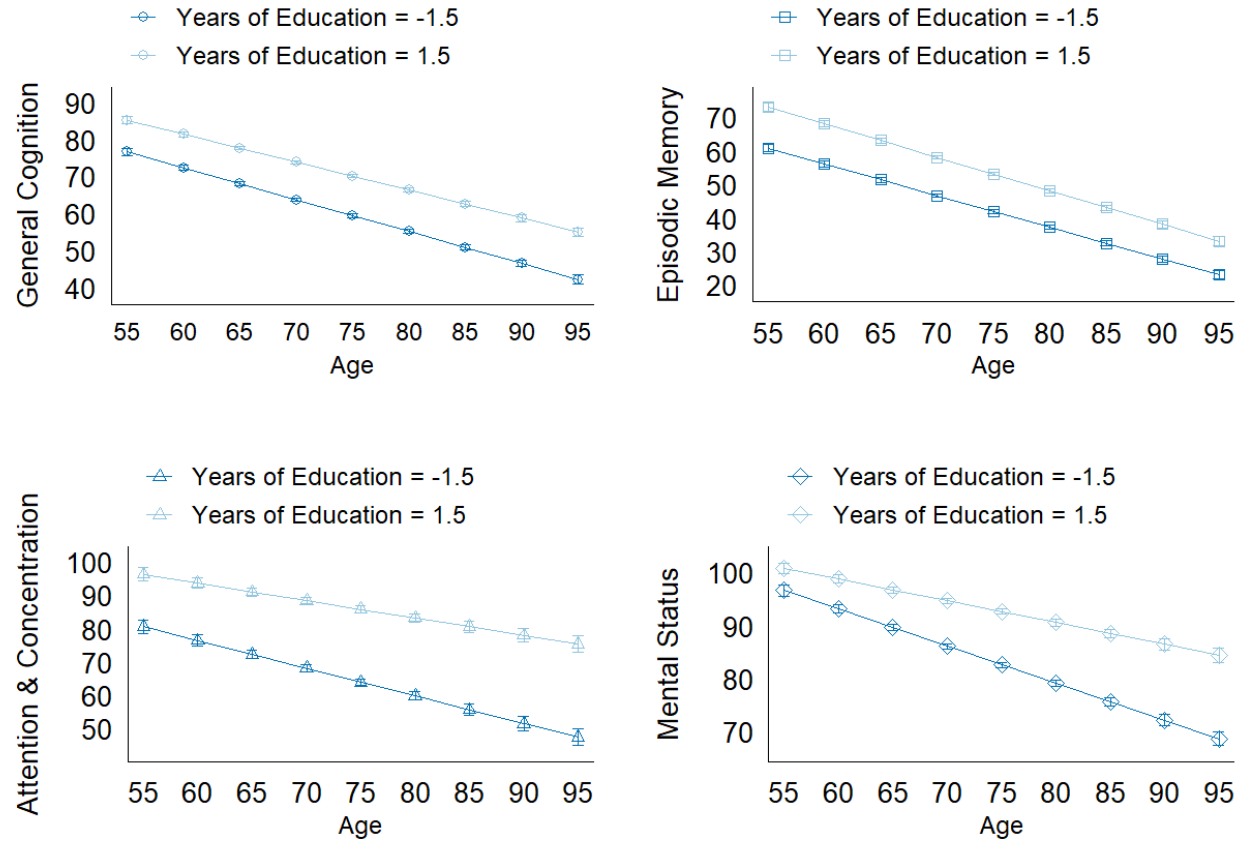 Years of Education = -1.5
Years of Education = 1.5
General Cognition
90
80
70
60
50
40
55 60 65 70 75 80 85 90 95
Age
Years of Education = -1.5
Years of Education = 1.5
Episodic Memory
70
60
50
40
30
20
55 60 65 70 75 80 85 90 95
Age
Years of Education = -1.5
Years of Education = 1.5
Attention & Concentration
100
90
80
70
60
50
55 60 65 70 75 80 85 90 95
Age
Years of Education = -1.5
Years of Education = 1.5
Mental Status
100
90
80
70
55 60 65 70 75 80 85 90 95
Age